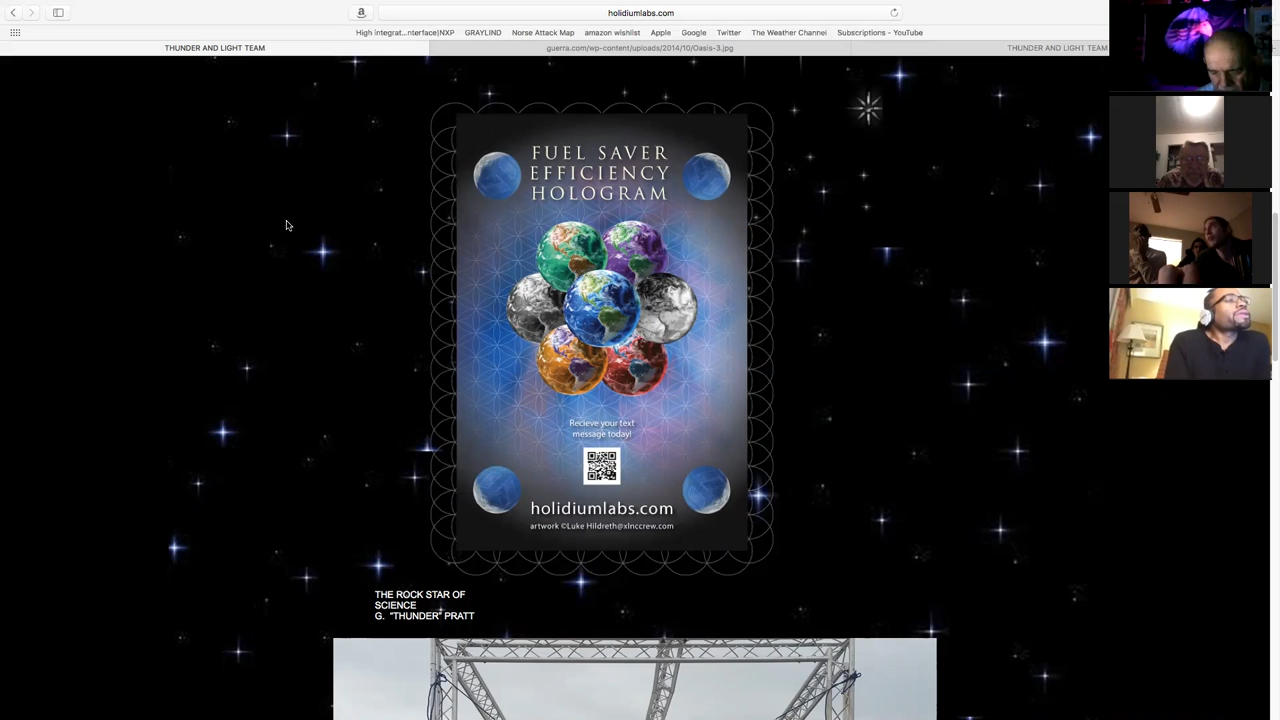 holidiumlabs.com
High integrat...nterface|NXP GRAYLIND Norse Attack Map amazon wishlist Apple Google Twitter The Weather Channel Subscriptions - YouTube
THUNDER AND LIGHT TEAM guerra.com/wp-content/uploads/2014/10/Oasis-3.jpg THUNDER AND LIGHT TEAM
FUEL SAVER
EFFICIENCY
HOLOGRAM
Recieve your text
message today!
holidiumlabs.com
artwork ©Luke Hildreth@xlnccrew.com
THE ROCK STAR OF
SCIENCE
G. "THUNDER" PRATT